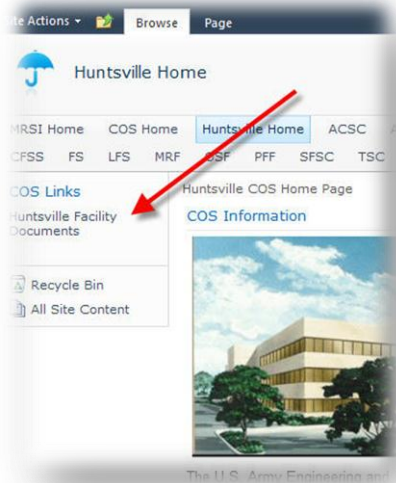 Site Actions Browse Page
Huntsville Home
MRSI Home COS Home Huntsville Home ACSC
CFSS FS LFS MRF OSF PFF SFSC TSC
COS Links
Huntsville COS Home Page
Huntsville Facility
Documents
COS Information
Recycle Bin
All Site Content
The U.S. Army Engineering and